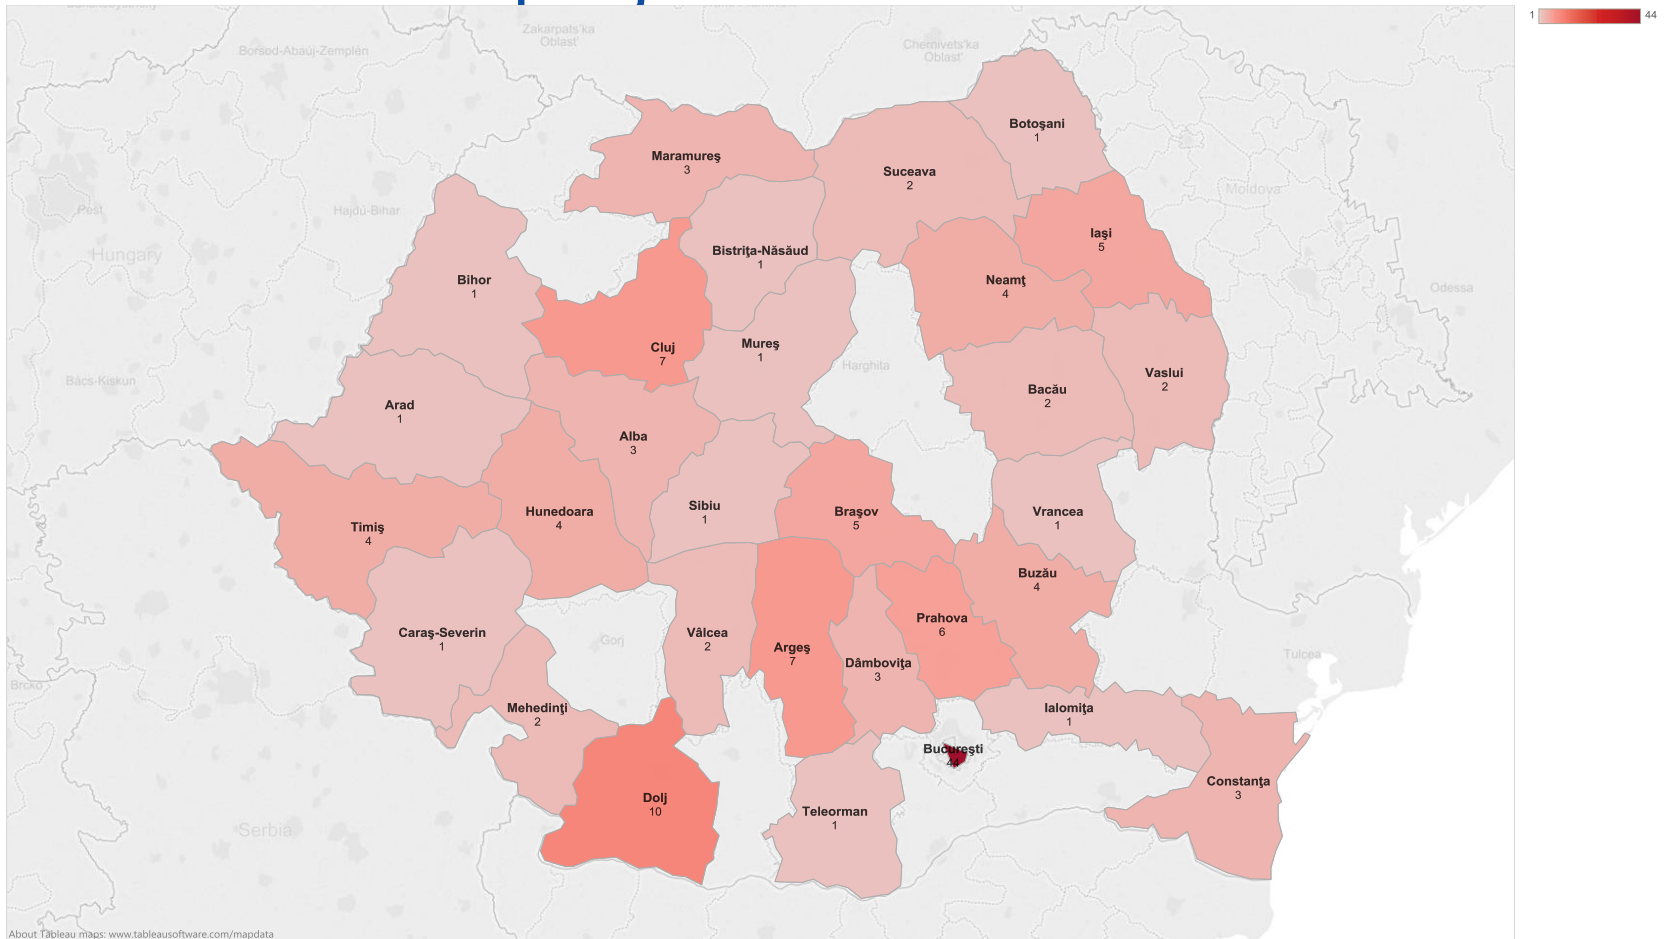 1 44
Zakarpats'ka
Oblast'
Chernivets'ka
Oblast'
Borsod-Abaúj-Zemplén
Botoşani
1
Maramureş
3
Suceava
2
Moldova
Pest
Hajdú-Bihar
Iaşi
5
Hungary
Bistriţa-Năsăud
1
Bihor
1
Neamţ
4
Odessa
Cluj
7
Mureş
1
Harghita
Vaslui
2
Bács-Kiskun
Bacău
2
Arad
1
Alba
3
Sibiu
1
Hunedoara
4
Braşov
5
Vrancea
1
Timiş
4
Buzău
4
Prahova
6
Caraş-Severin
1
Gorj
Vâlcea
2
Argeş
7
Dâmboviţa
3
Tulcea
Brcko
Mehedinţi
2
Ialomiţa
1
Bucureşti
44
Constanţa
3
Dolj
10
Teleorman
1
Serbia
About Tableau maps: www.tableausoftware.com/mapdata